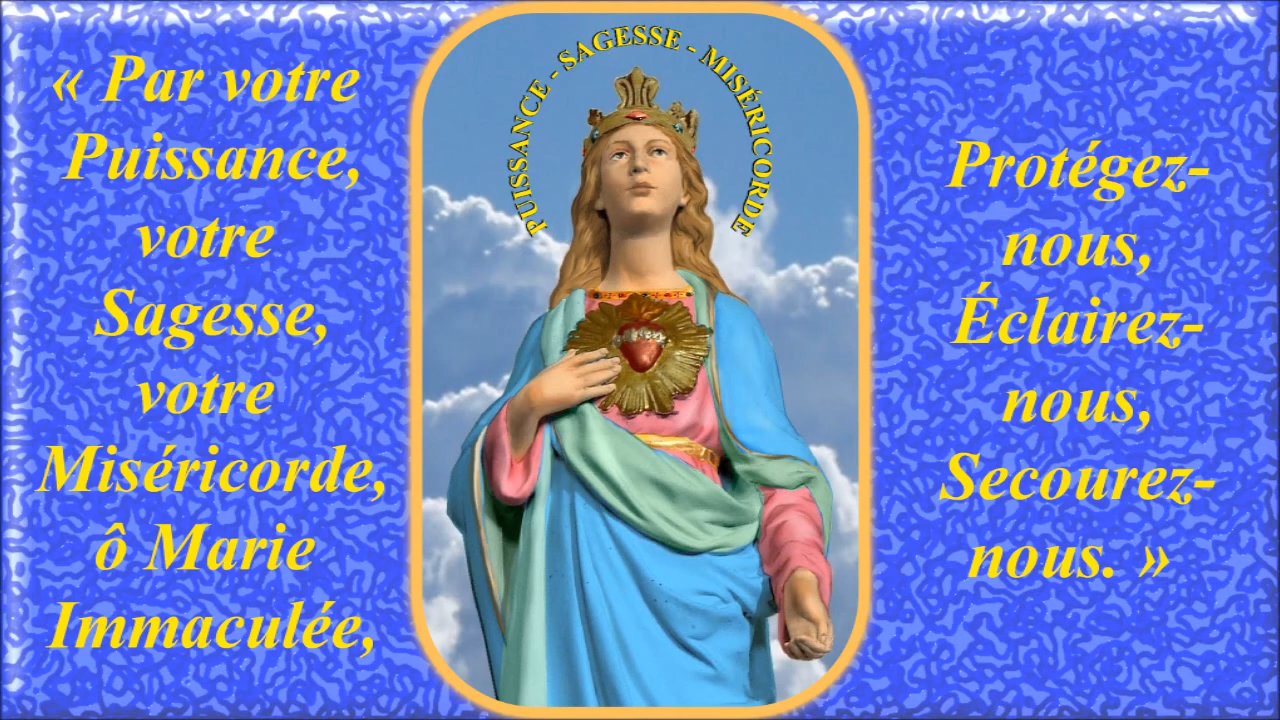 « Par votre
Puissance,
votre
Sagesse,
votre
Miséricorde,
ô Marie
Immaculée,
PUISSANCE - SAGESSE - MISÉRICORDE
Protégez-
nous,
Éclairez-
nous,
Secourez-
nous. »